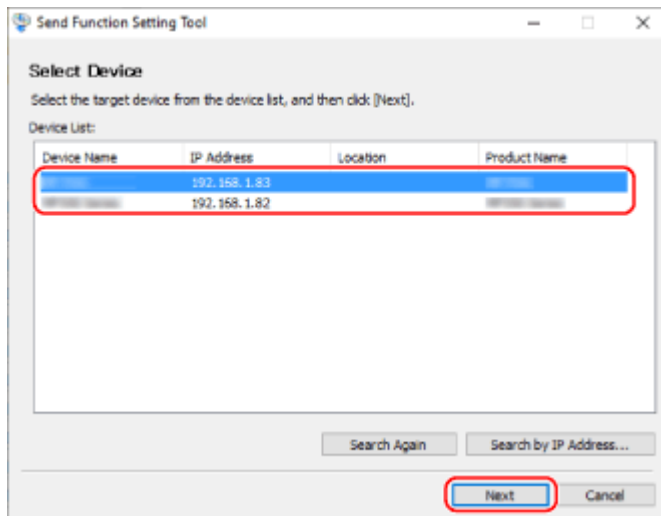 Send Function Setting Tool
Select Device
Select the target device from the device list, and then click [Next].
Device List:
Device Name IP Address Location Product Name
192.168.1.83
192.168.1.82
Search Again Search by IP Address...
Next Cancel